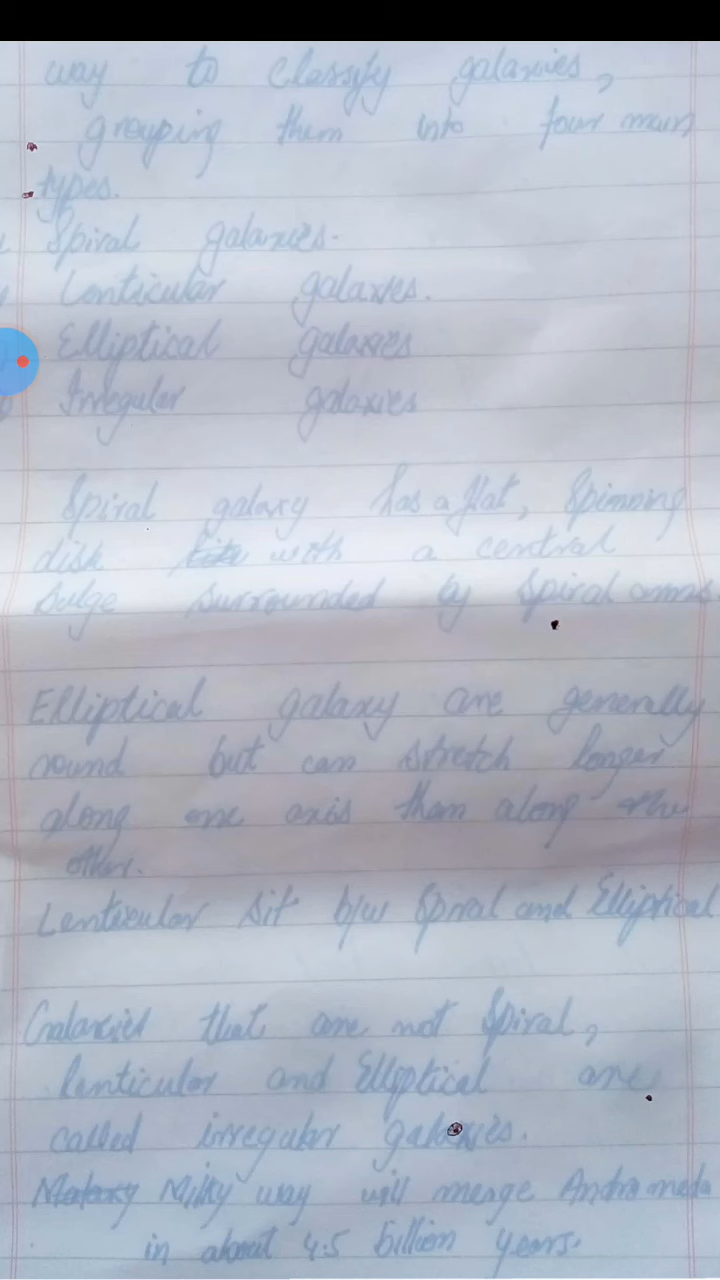 way to classify galaxies,
grouping them into four main
types.
Spiral galaxies.
Lenticular galaxies.
Elliptical galaxies
Irregular galaxies
Spiral galaxy has a flat, spinning
disk with a central
bulge surrounded by spiral arms
Elliptical galaxy are generally
round but can stretch longer
along one axis than along the
other.
Lenticular sit b/w Spiral and Elliptical
Galaxies that are not Spiral,
lenticular and Elliptical are
called irregular galaxies.
Milky way will merge Andromeda
in about 4.5 billion years.